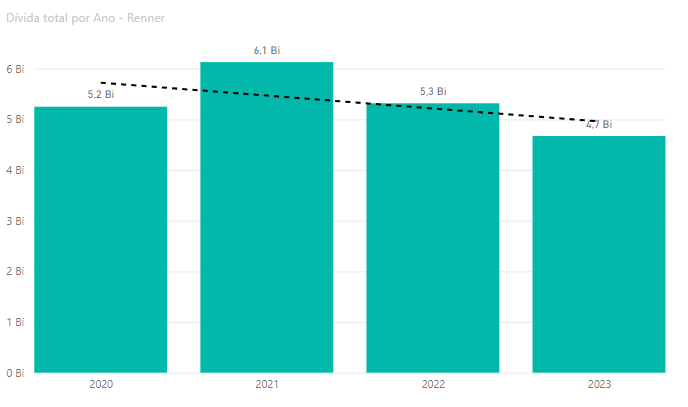 Dívida total por Ano - Renner
6,1 Bi
6 Bi
5,2 Bi
5,3 Bi
5 Bi
4,7 Bi
4 Bi
3 Bi
2 Bi
1 Bi
0 Bi
2020 2021 2022 2023